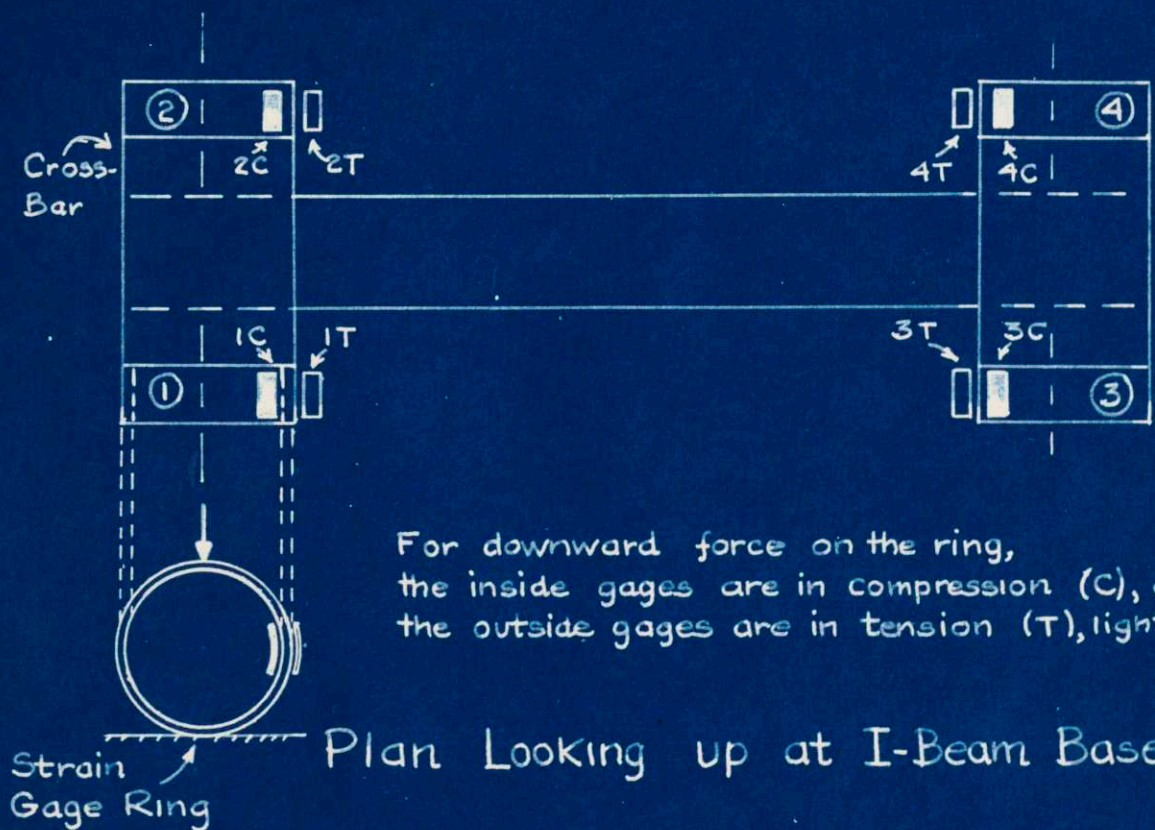 ② ④
2C 2T 4T 4C
Cross-
Bar
1C 1T 3T 3C
① ③
For downward force on the ring,
the inside gages are in compression (C),
the outside gages are in tension (T), light
Plan Looking up at I-Beam Base
Strain
Gage Ring